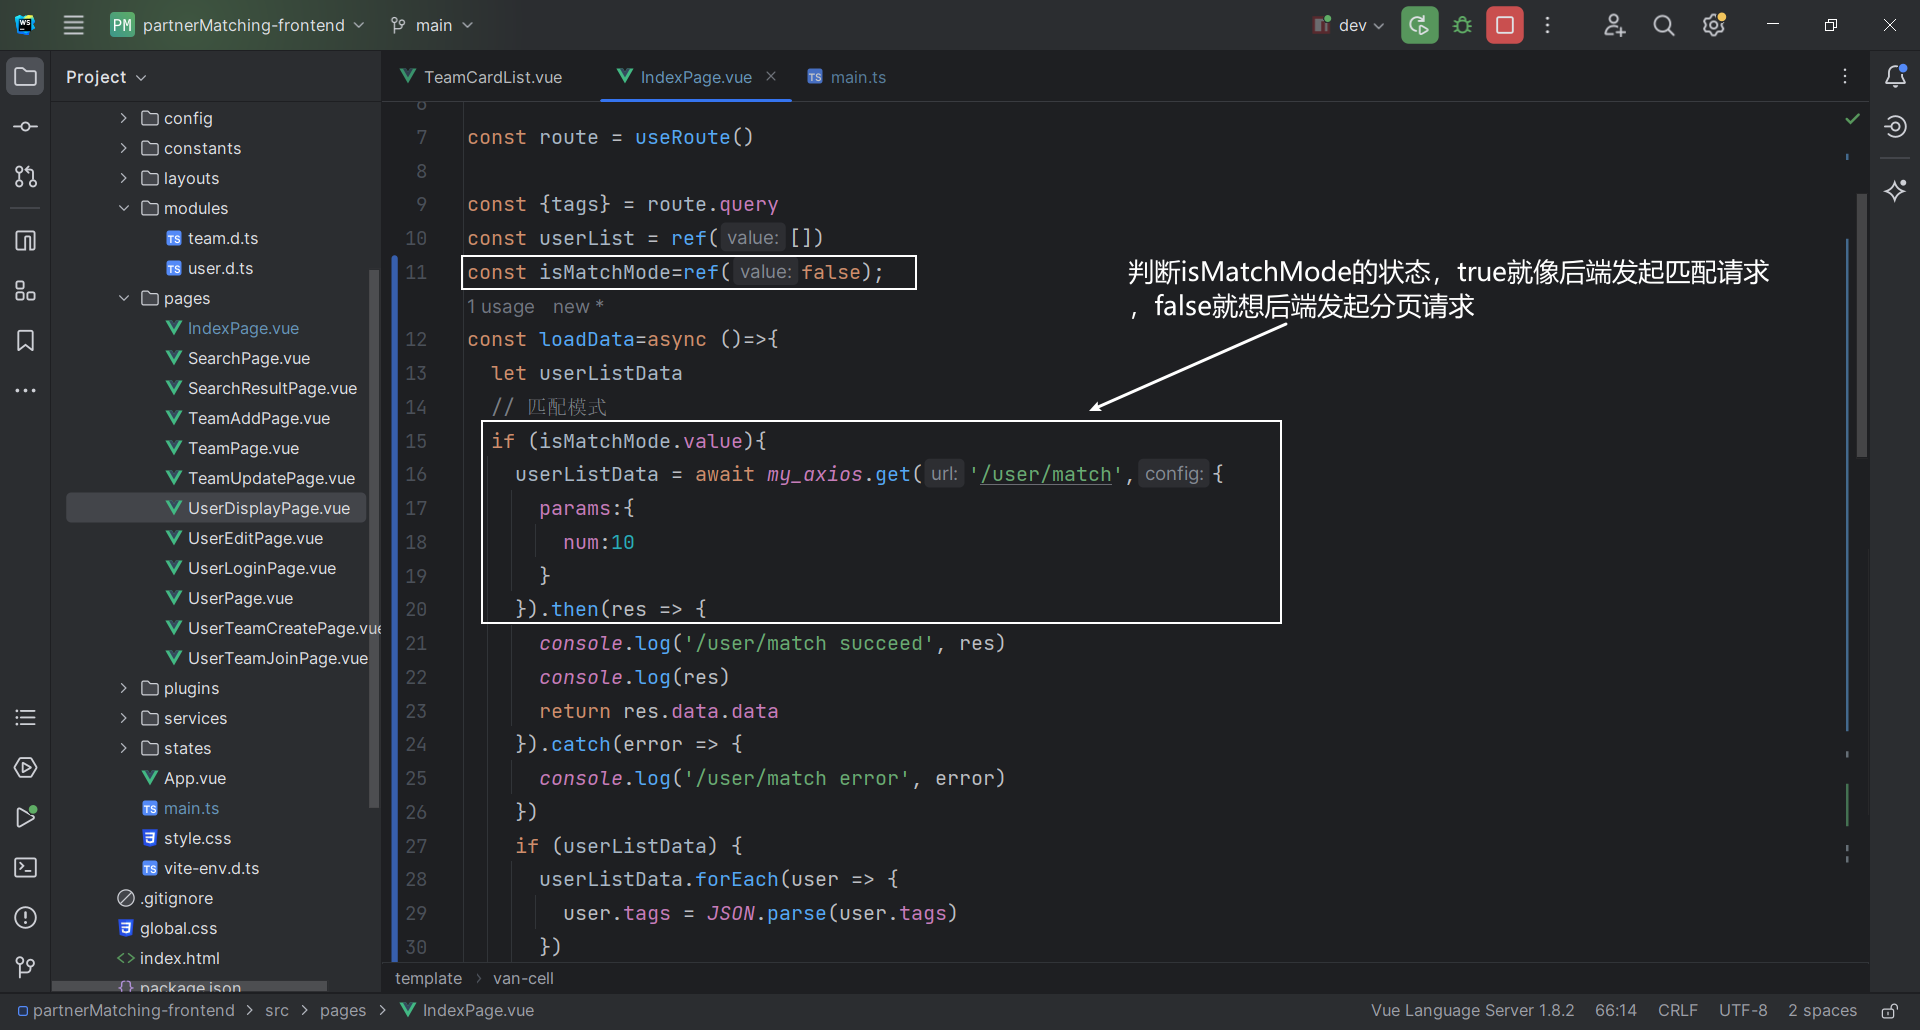 PM partnerMatching-frontend main dev
Project
TeamCardList.vue IndexPage.vue TS main.ts
config
constants
layouts
modules
TS team.d.ts
TS user.d.ts
pages
IndexPage.vue
SearchPage.vue
SearchResultPage.vue
TeamAddPage.vue
TeamPage.vue
TeamUpdatePage.vue
UserDisplayPage.vue
UserEditPage.vue
UserLoginPage.vue
UserPage.vue
UserTeamCreatePage.vue
UserTeamJoinPage.vue
plugins
services
states
App.vue
TS main.ts
style.css
TS vite-env.d.ts
.gitignore
global.css
<> index.html
{} package.json
6
7 const route = useRoute()
8
9 const {tags} = route.query
10 const userList = ref( value: [])
11 const isMatchMode=ref( value: false);
1 usage new *
12 const loadData=async ()=>{
13 let userListData
14 // 匹配模式
15 if (isMatchMode.value){
16 userListData = await my_axios.get( url: '/user/match', config: {
17 params:{
18 num:10
19 }
20 }).then(res => {
21 console.log('/user/match succeed', res)
22 console.log(res)
23 return res.data.data
24 }).catch(error => {
25 console.log('/user/match error', error)
26 })
27 if (userListData) {
28 userListData.forEach(user => {
29 user.tags = JSON.parse(user.tags)
30 })
判断isMatchMode的状态，true就像后端发起匹配请求
，false就想后端发起分页请求
template › van-cell
partnerMatching-frontend > src > pages > IndexPage.vue
Vue Language Server 1.8.2 66:14 CRLF UTF-8 2 spaces